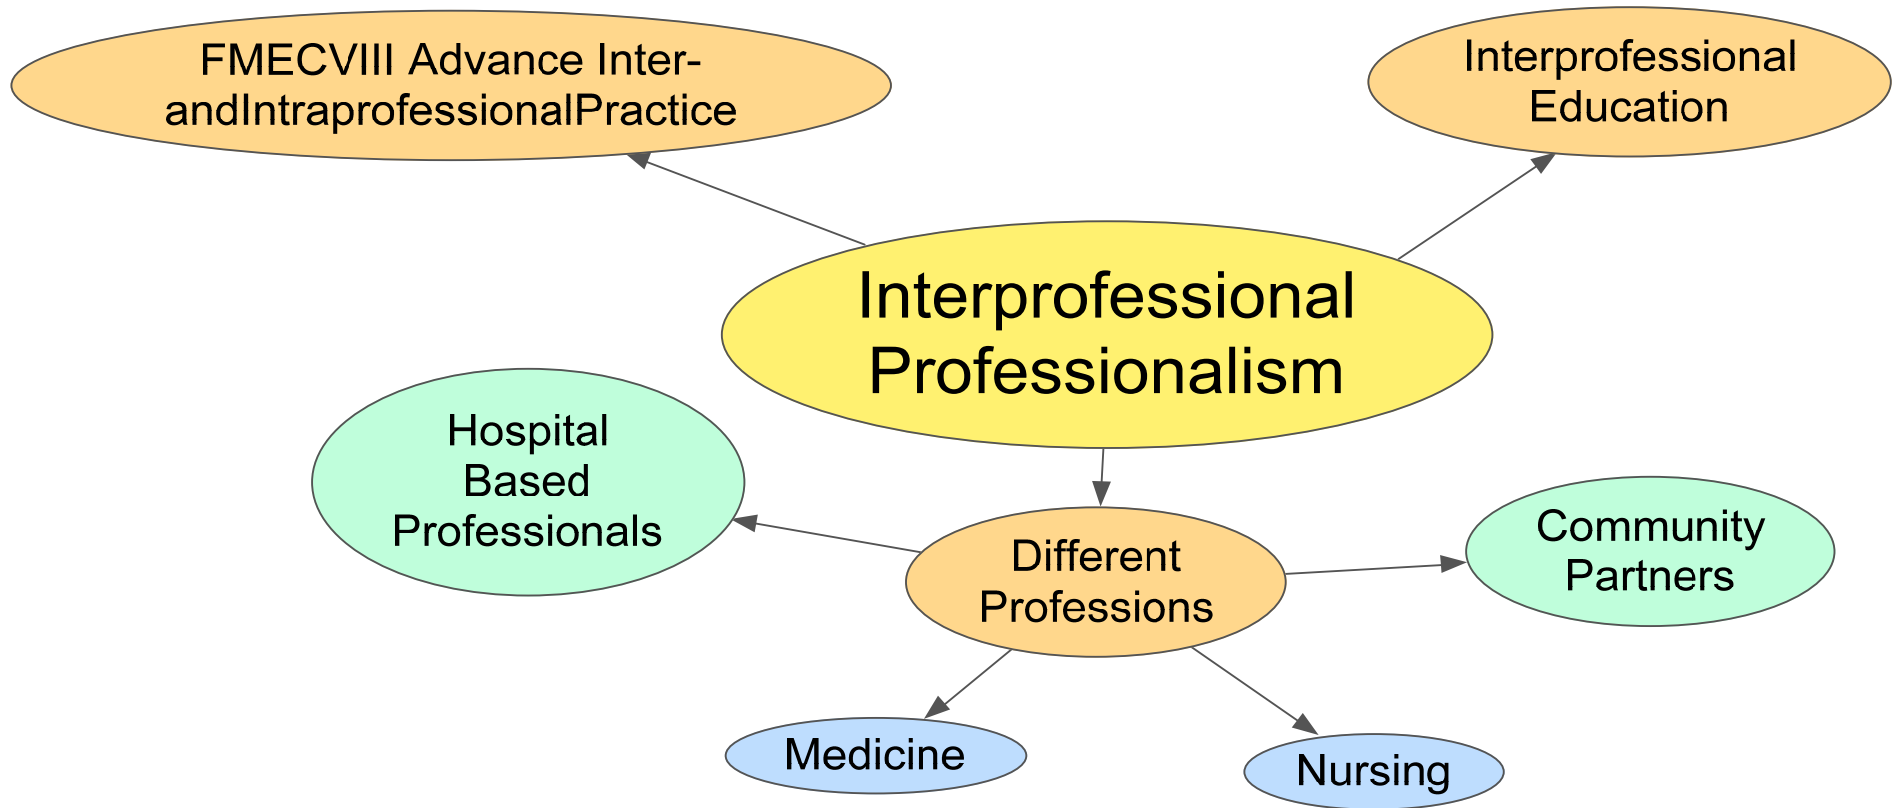 FMECVIII Advance Inter-
andIntraprofessionalPractice
Interprofessional
Education
Interprofessional
Professionalism
Hospital
Based
Professionals
Different
Professions
Community
Partners
Medicine
Nursing